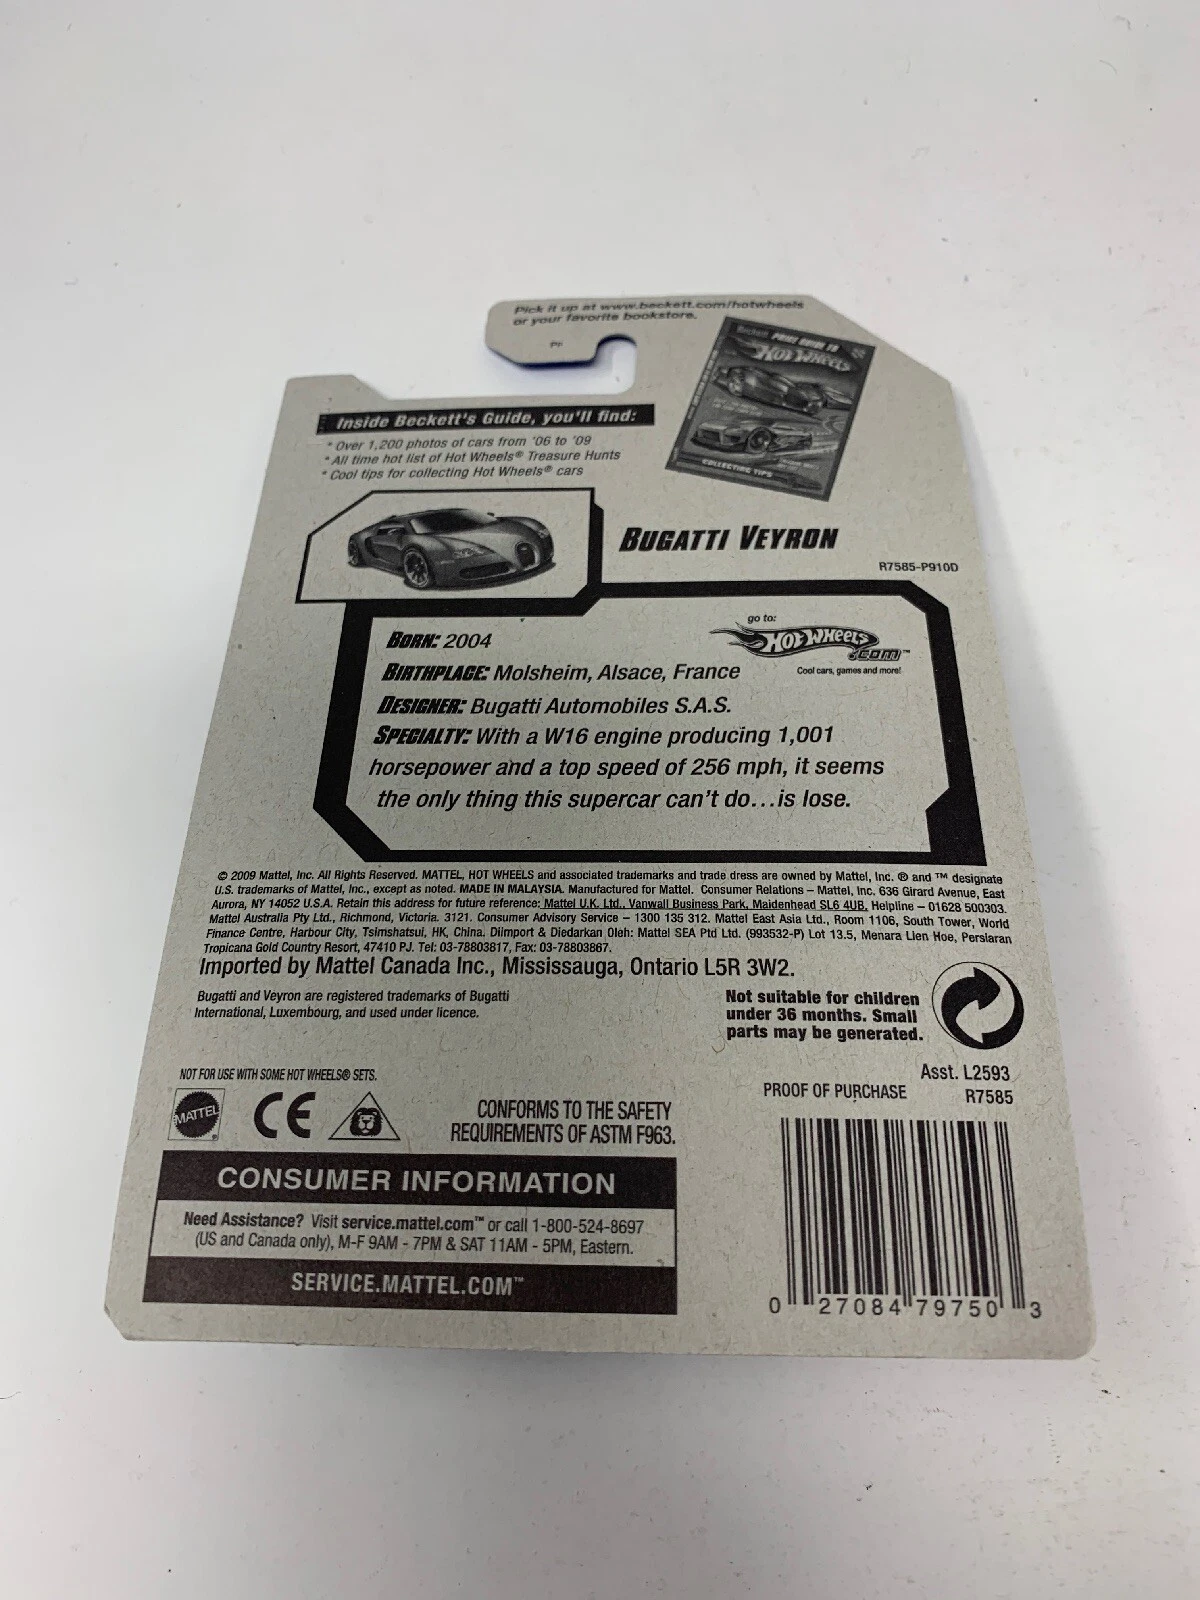 Pick it up at www.beckett.com/hotwheels
or your favorite bookstore.
Beckett PRICE GUIDE TO
HOT WHEELS
COLLECTING TIPS
Inside Beckett's Guide, you'll find:
* Over 1,200 photos of cars from '06 to '09
* All time hot list of Hot Wheels® Treasure Hunts
* Cool tips for collecting Hot Wheels® cars
BUGATTI VEYRON
R7585-P910D
go to:
HOT WHEELS
.com™
Cool cars, games and more!
BORN: 2004
BIRTHPLACE: Molsheim, Alsace, France
DESIGNER: Bugatti Automobiles S.A.S.
SPECIALTY: With a W16 engine producing 1,001
horsepower and a top speed of 256 mph, it seems
the only thing this supercar can't do...is lose.
© 2009 Mattel, Inc. All Rights Reserved. MATTEL, HOT WHEELS and associated trademarks and trade dress are owned by Mattel, Inc. ® and ™ designate
U.S. trademarks of Mattel, Inc., except as noted. MADE IN MALAYSIA. Manufactured for Mattel. Consumer Relations – Mattel, Inc. 636 Girard Avenue, East
Aurora, NY 14052 U.S.A. Retain this address for future reference: Mattel U.K. Ltd., Vanwall Business Park, Maidenhead SL6 4UB. Helpline – 01628 500303.
Mattel Australia Pty Ltd., Richmond, Victoria. 3121. Consumer Advisory Service – 1300 135 312. Mattel East Asia Ltd., Room 1106, South Tower, World
Finance Centre, Harbour City, Tsimshatsui, HK, China. Diimport & Diedarkan Oleh: Mattel SEA Ptd Ltd. (993532-P) Lot 13.5, Menara Lien Hoe, Persiaran
Tropicana Gold Country Resort, 47410 PJ. Tel: 03-78803817, Fax: 03-78803867.
Imported by Mattel Canada Inc., Mississauga, Ontario L5R 3W2.
Bugatti and Veyron are registered trademarks of Bugatti
International, Luxembourg, and used under licence.
Not suitable for children
under 36 months. Small
parts may be generated.
NOT FOR USE WITH SOME HOT WHEELS® SETS.
MATTEL
CE
CONFORMS TO THE SAFETY
REQUIREMENTS OF ASTM F963.
Asst. L2593
PROOF OF PURCHASE R7585
CONSUMER INFORMATION
Need Assistance? Visit service.mattel.com™ or call 1-800-524-8697
(US and Canada only), M-F 9AM - 7PM & SAT 11AM - 5PM, Eastern.
SERVICE.MATTEL.COM™
0 27084 79750 3